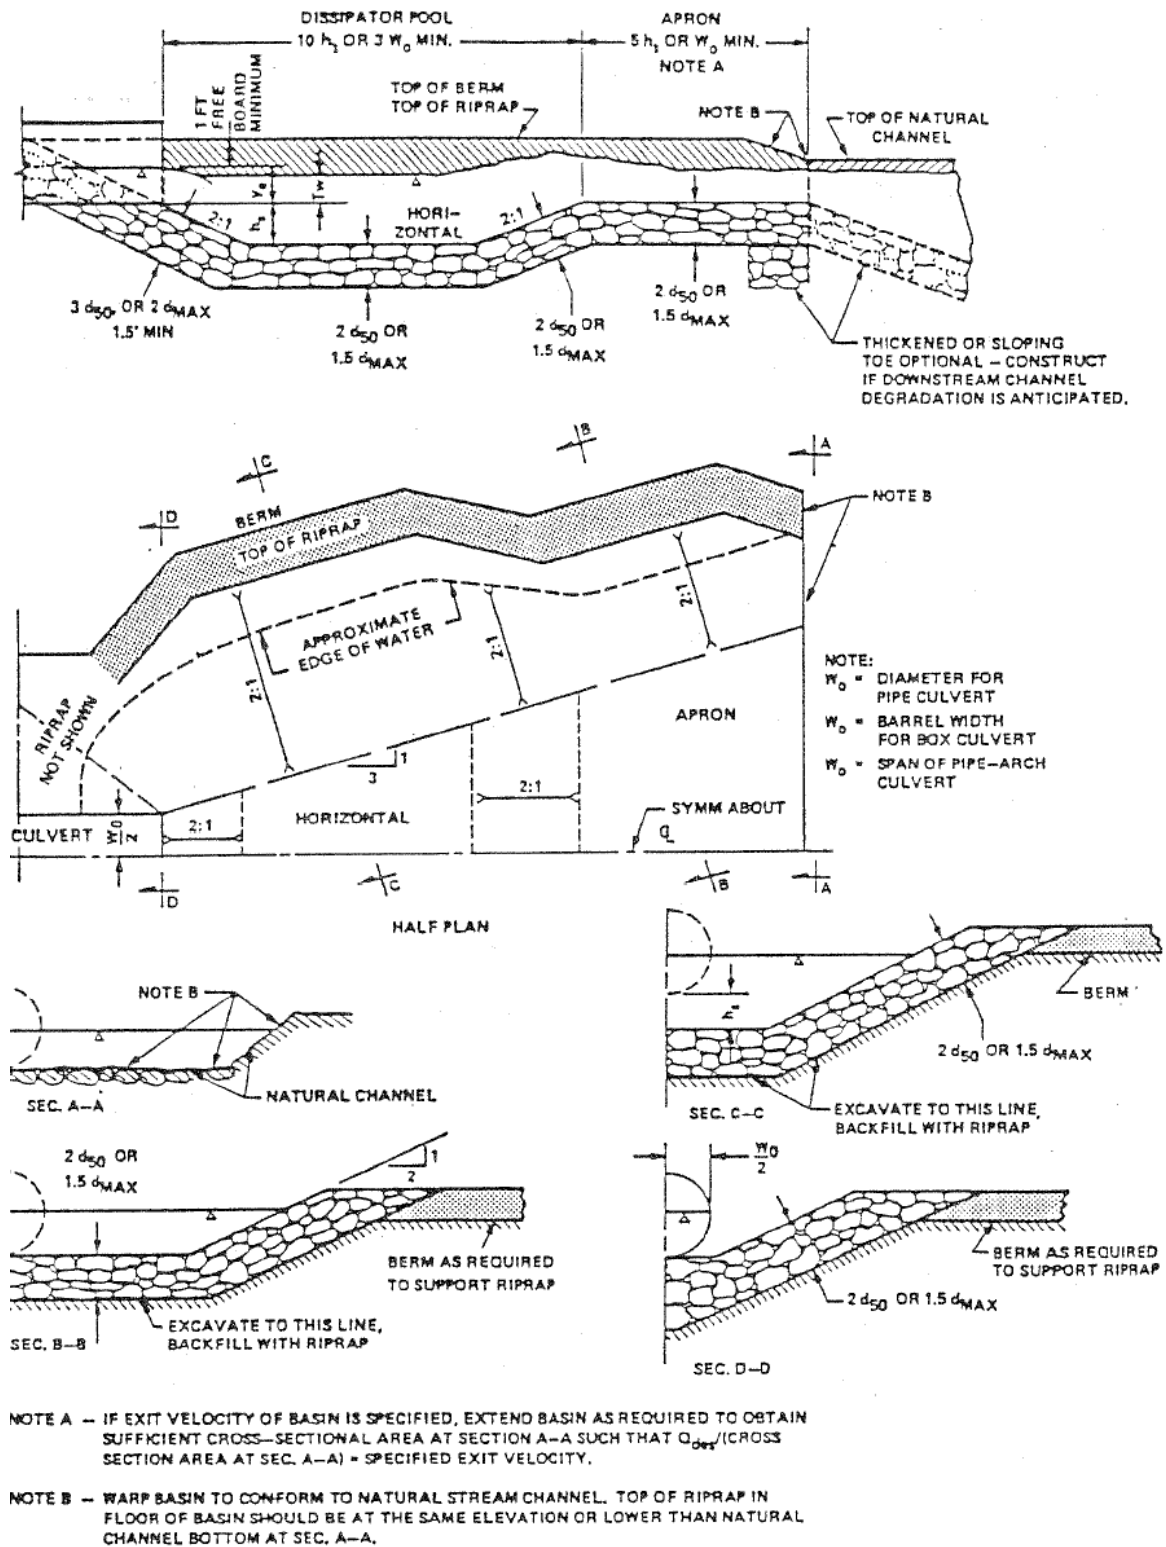 DISSIPATOR POOL
10 hs OR 3 Wo MIN.
APRON
5 hs OR Wo MIN.
NOTE A
1 FT
FREE
BOARD
MINIMUM
TOP OF BERM
TOP OF RIPRAP
NOTE B
TOP OF NATURAL
CHANNEL
2:1
hs
Ye
TW
HORI-
ZONTAL
2:1
3 d50, OR 2 dMAX
1.5' MIN
2 d50 OR
1.5 dMAX
2 d50 OR
1.5 dMAX
2 d50 OR
1.5 dMAX
THICKENED OR SLOPING
TOE OPTIONAL – CONSTRUCT
IF DOWNSTREAM CHANNEL
DEGRADATION IS ANTICIPATED.
D
C
B
A
BERM
TOP OF RIPRAP
NOTE B
APPROXIMATE
EDGE OF WATER
2:1
2:1
2:1
RIPRAP
NOT SHOWN
APRON
3
1
2:1
2:1
HORIZONTAL
SYMM ABOUT
CULVERT
WO
2
NOTE:
Wo = DIAMETER FOR
PIPE CULVERT
Wo = BARREL WIDTH
FOR BOX CULVERT
Wo = SPAN OF PIPE–ARCH
CULVERT
D
C
B
A
HALF PLAN
NOTE B
NATURAL CHANNEL
SEC. A–A
hs
BERM
2 d50 OR 1.5 dMAX
SEC. C–C
EXCAVATE TO THIS LINE,
BACKFILL WITH RIPRAP
2 d50 OR
1.5 dMAX
1
2
BERM AS REQUIRED
TO SUPPORT RIPRAP
SEC. B–B
EXCAVATE TO THIS LINE,
BACKFILL WITH RIPRAP
WO
2
BERM AS REQUIRED
TO SUPPORT RIPRAP
2 d50 OR 1.5 dMAX
SEC. D–D
NOTE A – IF EXIT VELOCITY OF BASIN IS SPECIFIED, EXTEND BASIN AS REQUIRED TO OBTAIN
SUFFICIENT CROSS–SECTIONAL AREA AT SECTION A–A SUCH THAT Qdes/(CROSS
SECTION AREA AT SEC. A–A) = SPECIFIED EXIT VELOCITY.
NOTE B – WARP BASIN TO CONFORM TO NATURAL STREAM CHANNEL. TOP OF RIPRAP IN
FLOOR OF BASIN SHOULD BE AT THE SAME ELEVATION OR LOWER THAN NATURAL
CHANNEL BOTTOM AT SEC. A–A.